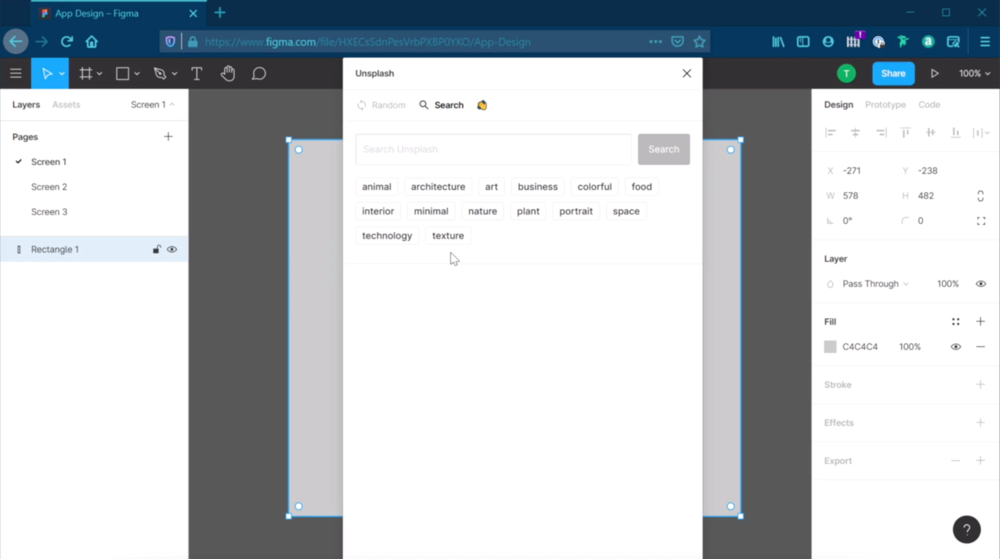 App Design – Figma
https://www.figma.com/file/HXECsSdnPesVrbPXBP0YKO/App-Design
T
Share
100%
Layers
Assets
Screen 1
Pages
Screen 1
Screen 2
Screen 3
Rectangle 1
Unsplash
Random
Search
Search Unsplash
Search
animal
architecture
art
business
colorful
food
interior
minimal
nature
plant
portrait
space
technology
texture
Design
Prototype
Code
X -271
Y -238
W 578
H 482
0°
0
Layer
Pass Through
100%
Fill
C4C4C4
100%
Stroke
Effects
Export
?